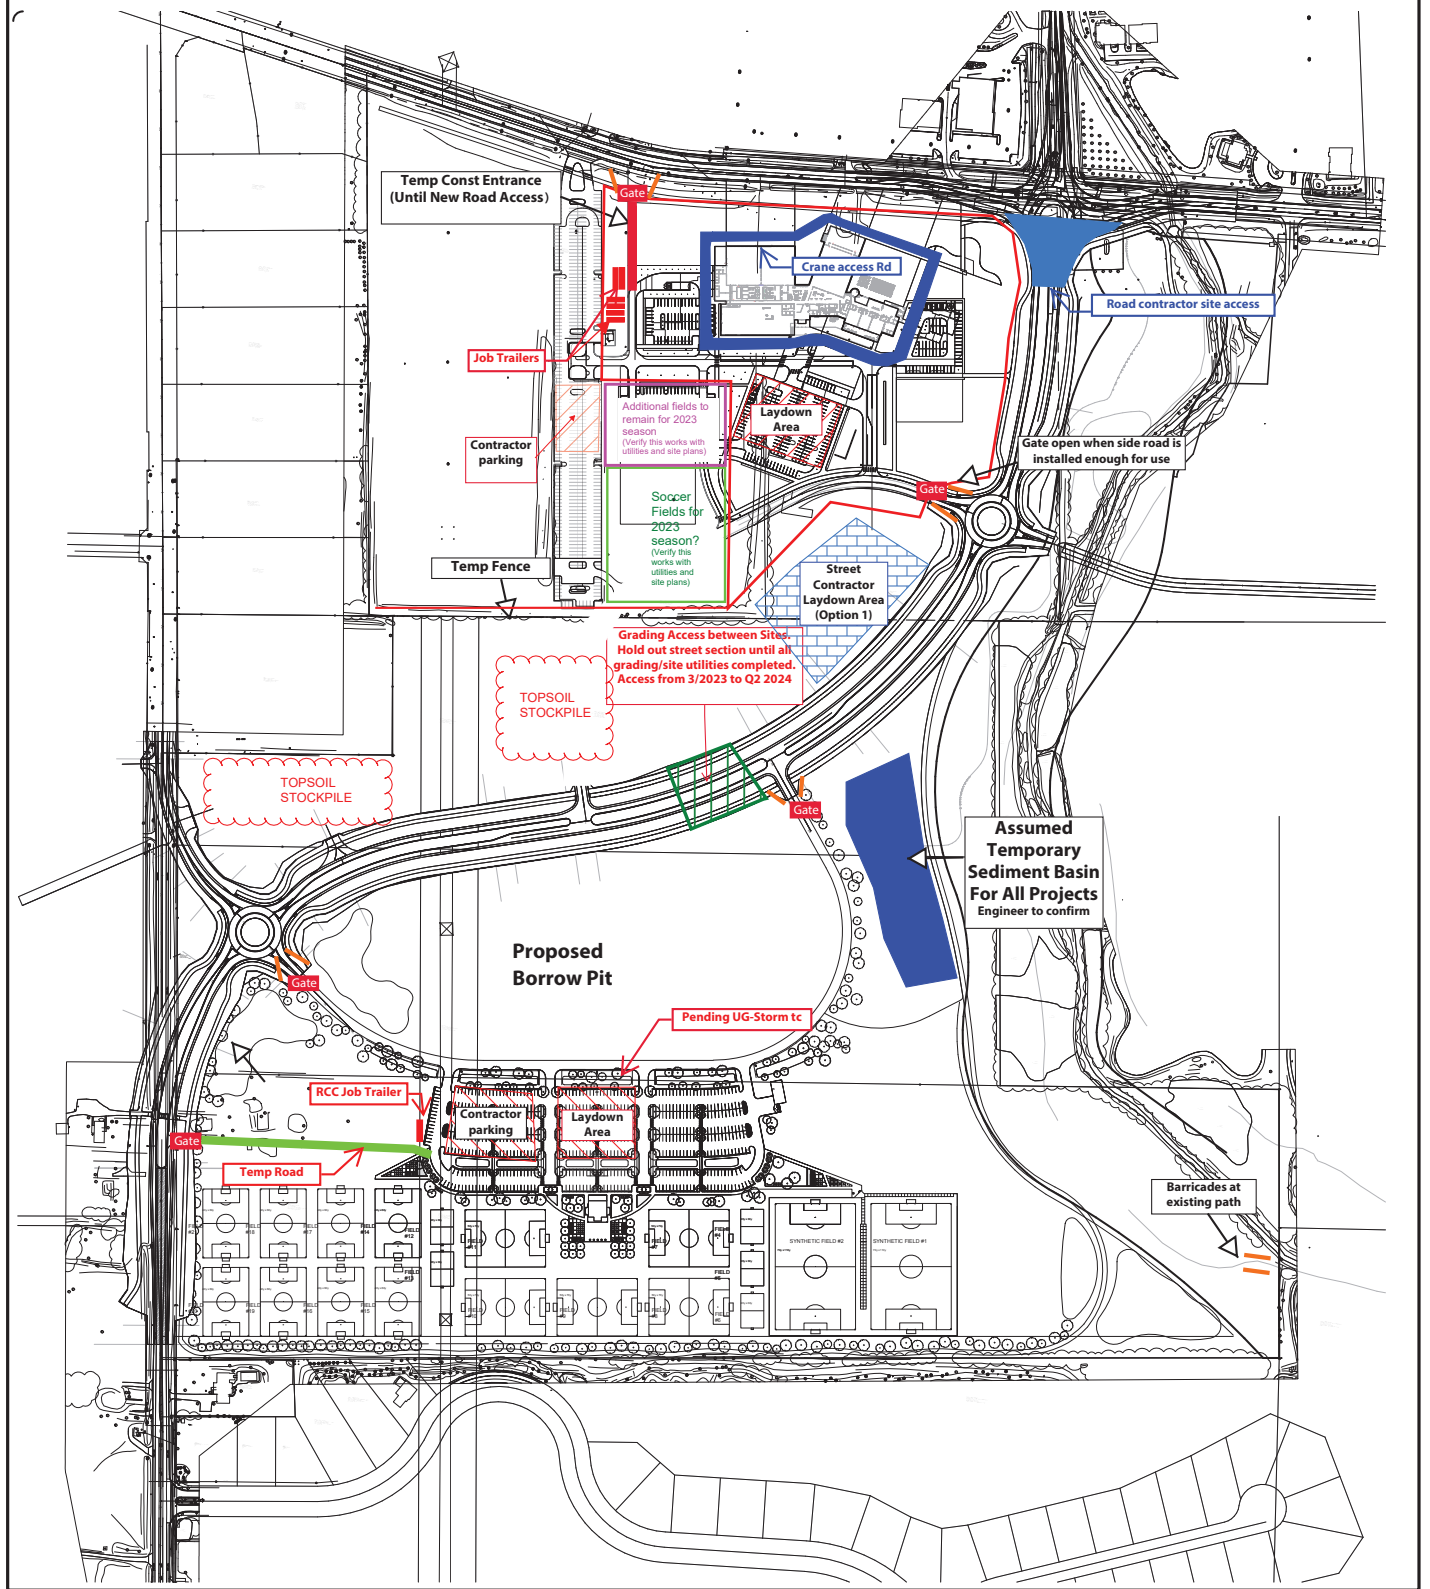 Temp Const Entrance
(Until New Road Access)
Gate
Crane access Rd
Road contractor site access
Job Trailers
Additional fields to
remain for 2023
season
(Verify this works with
utilities and site plans)
Laydown
Area
Contractor
parking
Gate open when side road is
installed enough for use
Gate
Soccer
Fields for
2023
season?
(Verify this
works with
utilities and
site plans)
Temp Fence
Street
Contractor
Laydown Area
(Option 1)
Grading Access between Sites.
Hold out street section until all
grading/site utilities completed.
Access from 3/2023 to Q2 2024
TOPSOIL
STOCKPILE
TOPSOIL
STOCKPILE
Gate
Assumed
Temporary
Sediment Basin
For All Projects
Engineer to confirm
Proposed
Borrow Pit
Gate
Pending UG-Storm tc
RCC Job Trailer
Contractor
parking
Laydown
Area
Gate
Temp Road
Barricades at
existing path
SYNTHETIC FIELD #2
SYNTHETIC FIELD #1